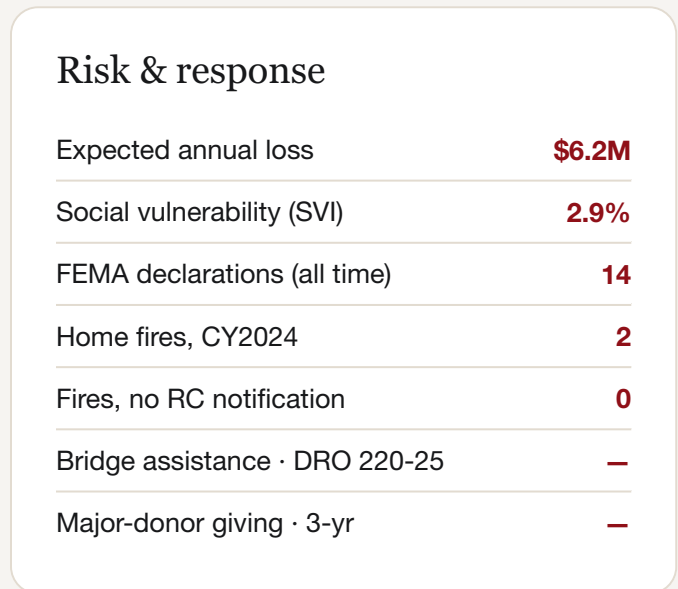 Risk & response
Expected annual loss $6.2M
Social vulnerability (SVI) 2.9%
FEMA declarations (all time) 14
Home fires, CY2024 2
Fires, no RC notification 0
Bridge assistance · DRO 220-25 —
Major-donor giving · 3-yr —